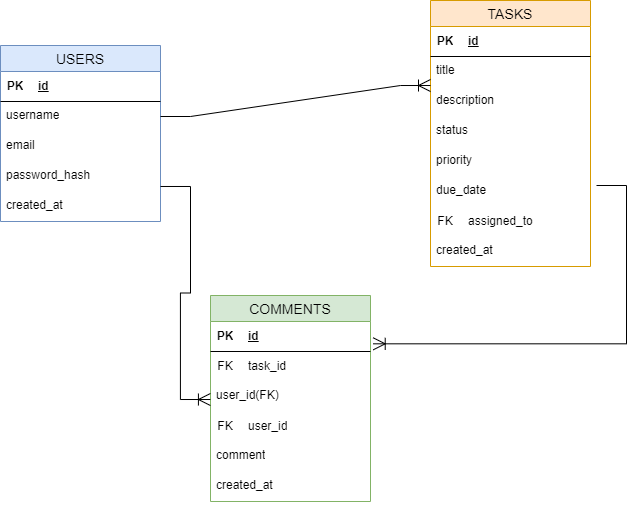 USERS
PK id
username
email
password_hash
created_at
TASKS
PK id
title
description
status
priority
due_date
FK assigned_to
created_at
COMMENTS
PK id
FK task_id
user_id(FK)
FK user_id
comment
created_at